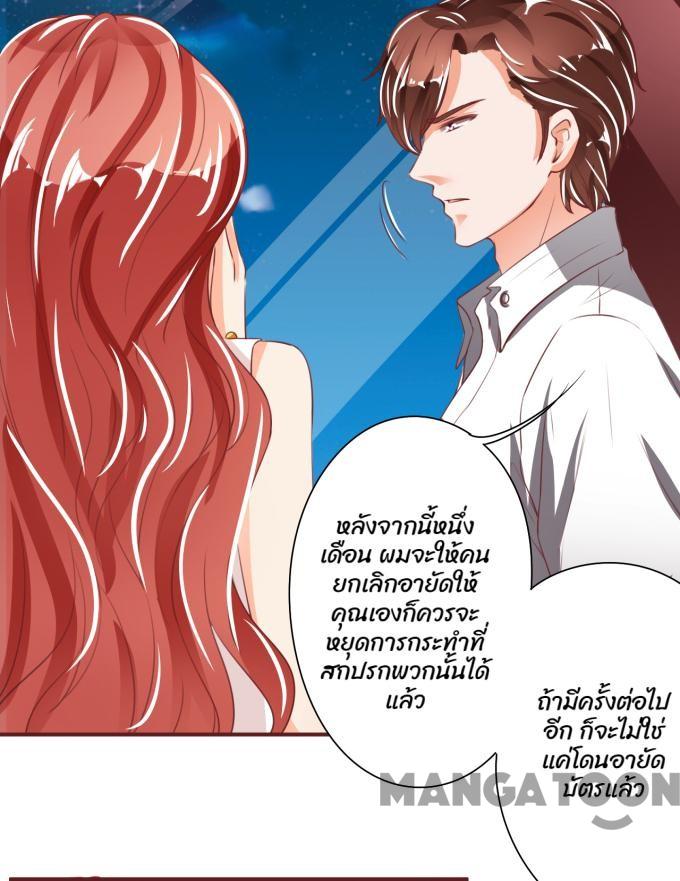 หลังจากนี้หนึ่ง
เดือน ผมจะให้คน
ยกเลิกอายัดให้
คุณเองก็ควรจะ
หยุดการกระทำที่
สกปรกพวกนั้นได้
แล้ว
ถ้ามีครั้งต่อไป
อีก ก็จะไม่ใช่
แค่โดนอายัด
บัตรแล้ว
MANGATOON